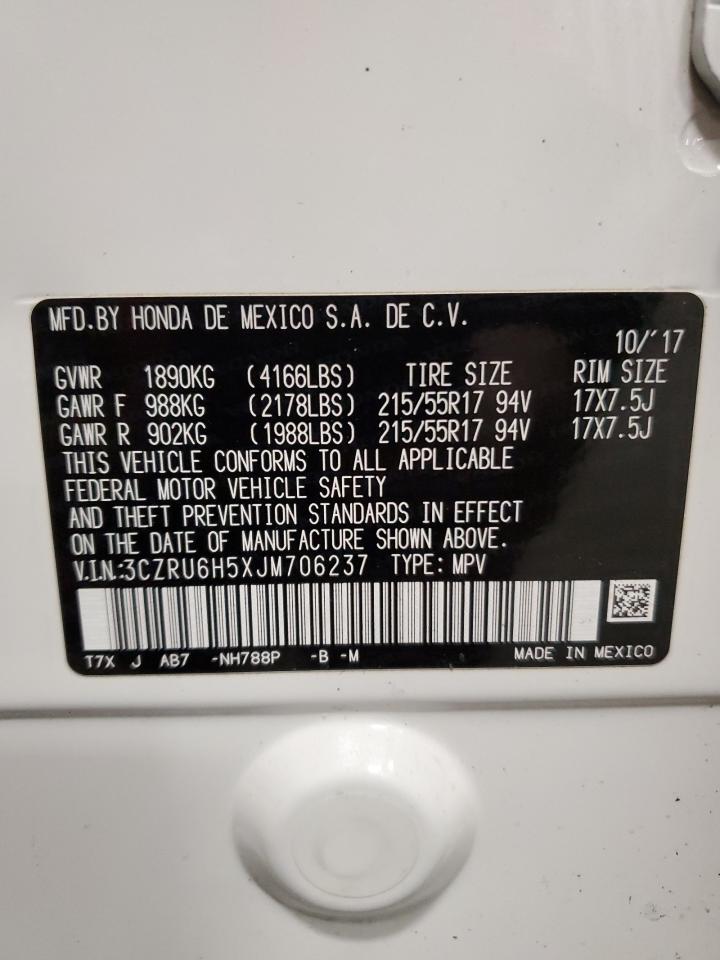 MFD.BY HONDA DE MEXICO S.A. DE C.V.
10/'17
GVWR 1890KG (4166LBS) TIRE SIZE RIM SIZE
GAWR F 988KG (2178LBS) 215/55R17 94V 17X7.5J
GAWR R 902KG (1988LBS) 215/55R17 94V 17X7.5J
THIS VEHICLE CONFORMS TO ALL APPLICABLE
FEDERAL MOTOR VEHICLE SAFETY
AND THEFT PREVENTION STANDARDS IN EFFECT
ON THE DATE OF MANUFACTURE SHOWN ABOVE.
V.I.N.:3CZRU6H5XJM706237 TYPE: MPV
T7X J AB7 -NH788P -B -M MADE IN MEXICO